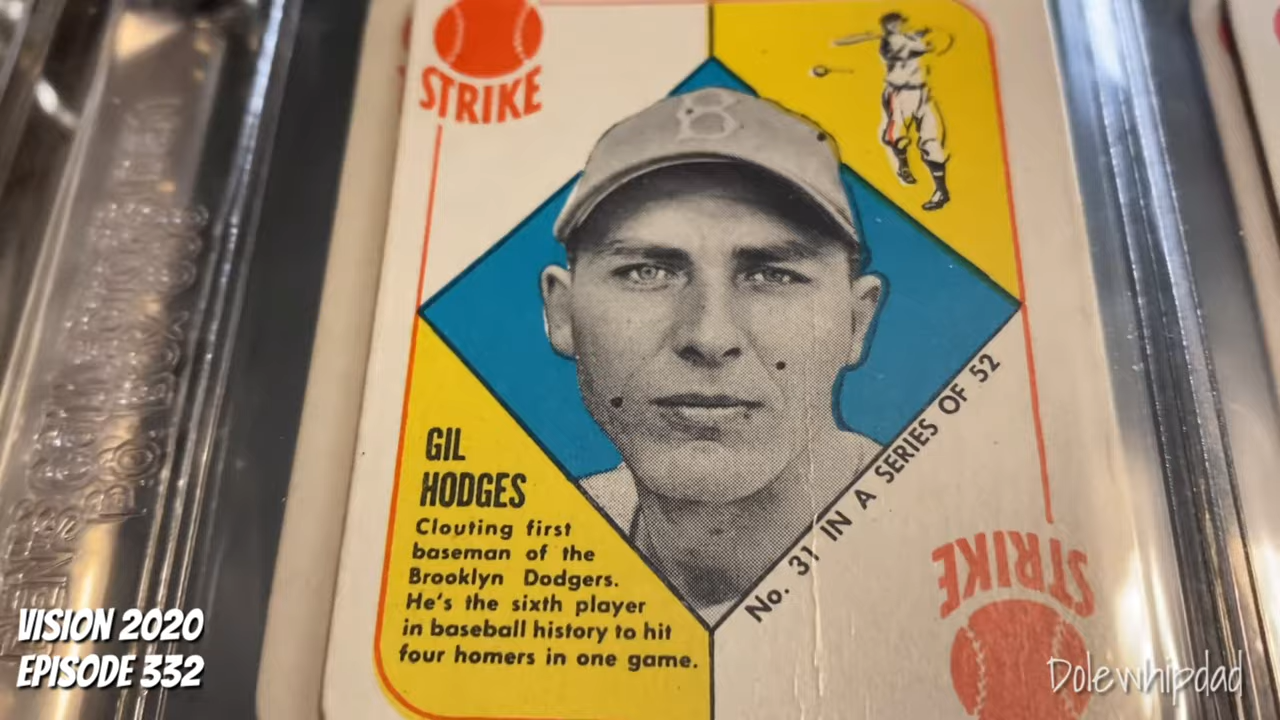 STRIKE
B
GIL
HODGES
Clouting first
baseman of the
Brooklyn Dodgers.
He's the sixth player
in baseball history to hit
four homers in one game.
No. 31 IN A SERIES OF 52
STRIKE
P.O. BOX
VISION 2020
EPISODE 332
Dolewhipdad